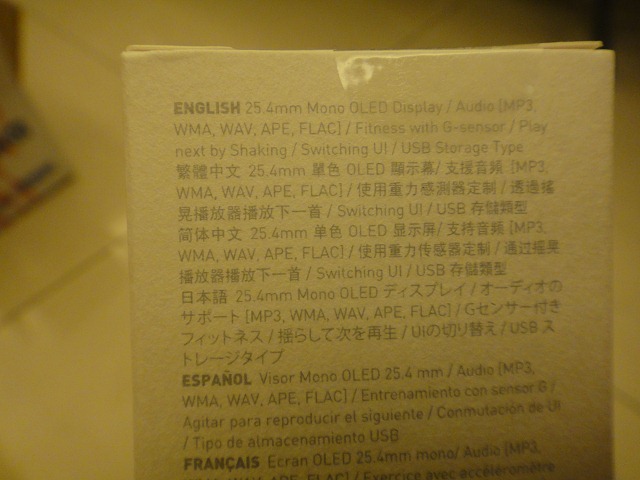 ENGLISH 25.4mm Mono OLED Display / Audio [MP3,
WMA, WAV, APE, FLAC] / Fitness with G-sensor / Play
next by Shaking / Switching UI / USB Storage Type
繁體中文 25.4mm 單色 OLED 顯示幕/ 支援音頻 [MP3,
WMA, WAV, APE, FLAC] / 使用重力感測器定制 / 透過搖
晃播放器播放下一首 / Switching UI / USB 存儲類型
简体中文 25.4mm 单色 OLED 显示屏/ 支持音频 [MP3,
WMA, WAV, APE, FLAC] / 使用重力传感器定制 / 通过摇晃
播放器播放下一首 / Switching UI / USB 存儲類型
日本語 25.4mm Mono OLED ディスプレイ / オーディオの
サポート [MP3, WMA, WAV, APE, FLAC] / Gセンサー付き
フィットネス / 揺らして次を再生 / UIの切り替え / USB ス
トレージタイプ
ESPAÑOL Visor Mono OLED 25.4 mm / Audio [MP3,
WMA, WAV, APE, FLAC] / Entrenamiento con sensor G /
Agitar para reproducir el siguiente / Conmutación de UI
/ Tipo de almacenamiento USB
FRANÇAIS Ecran OLED 25.4mm mono/ Audio [MP3,
WMA, WAV, APE, FLAC] / Exercice avec accéléromètre